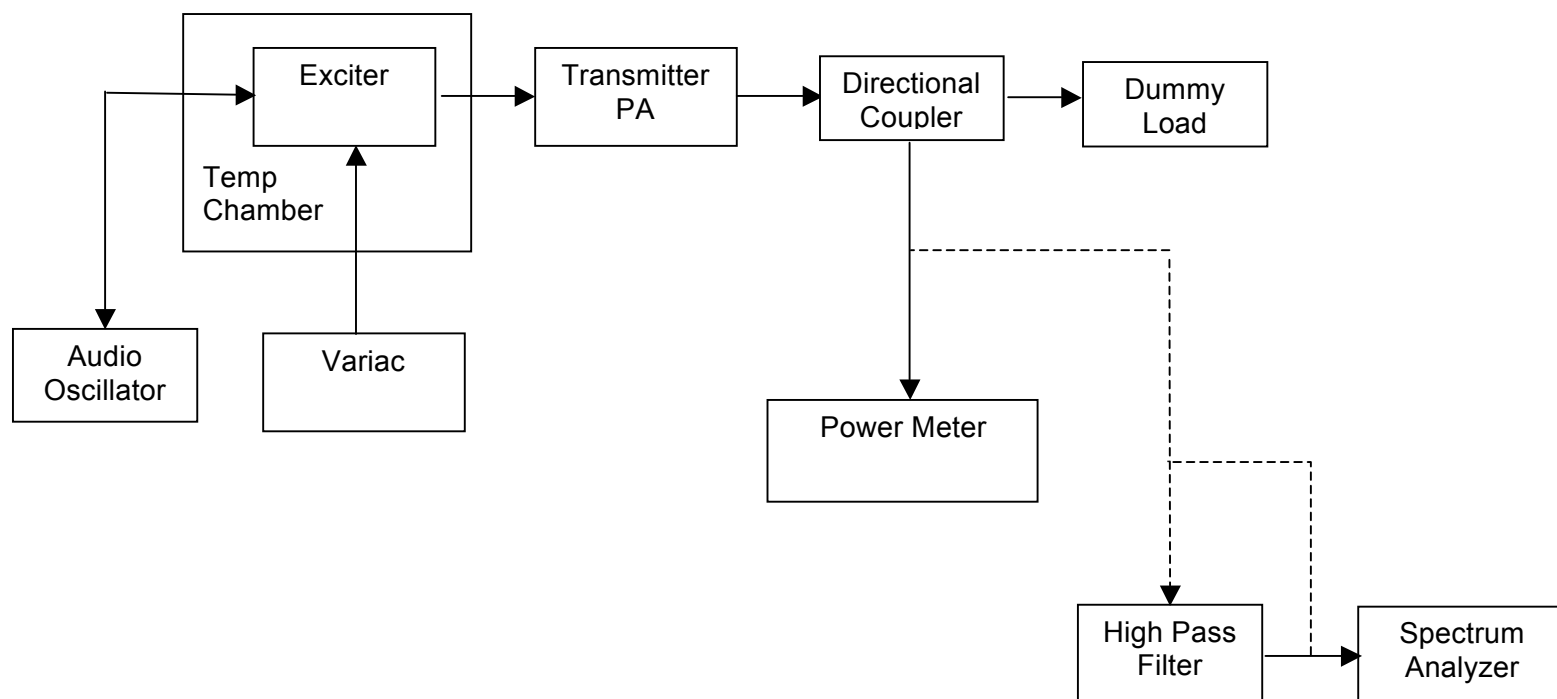 Exciter
Transmitter
PA
Directional
Coupler
Dummy
Load
Temp
Chamber
Audio
Oscillator
Variac
Power Meter
High Pass
Filter
Spectrum
Analyzer